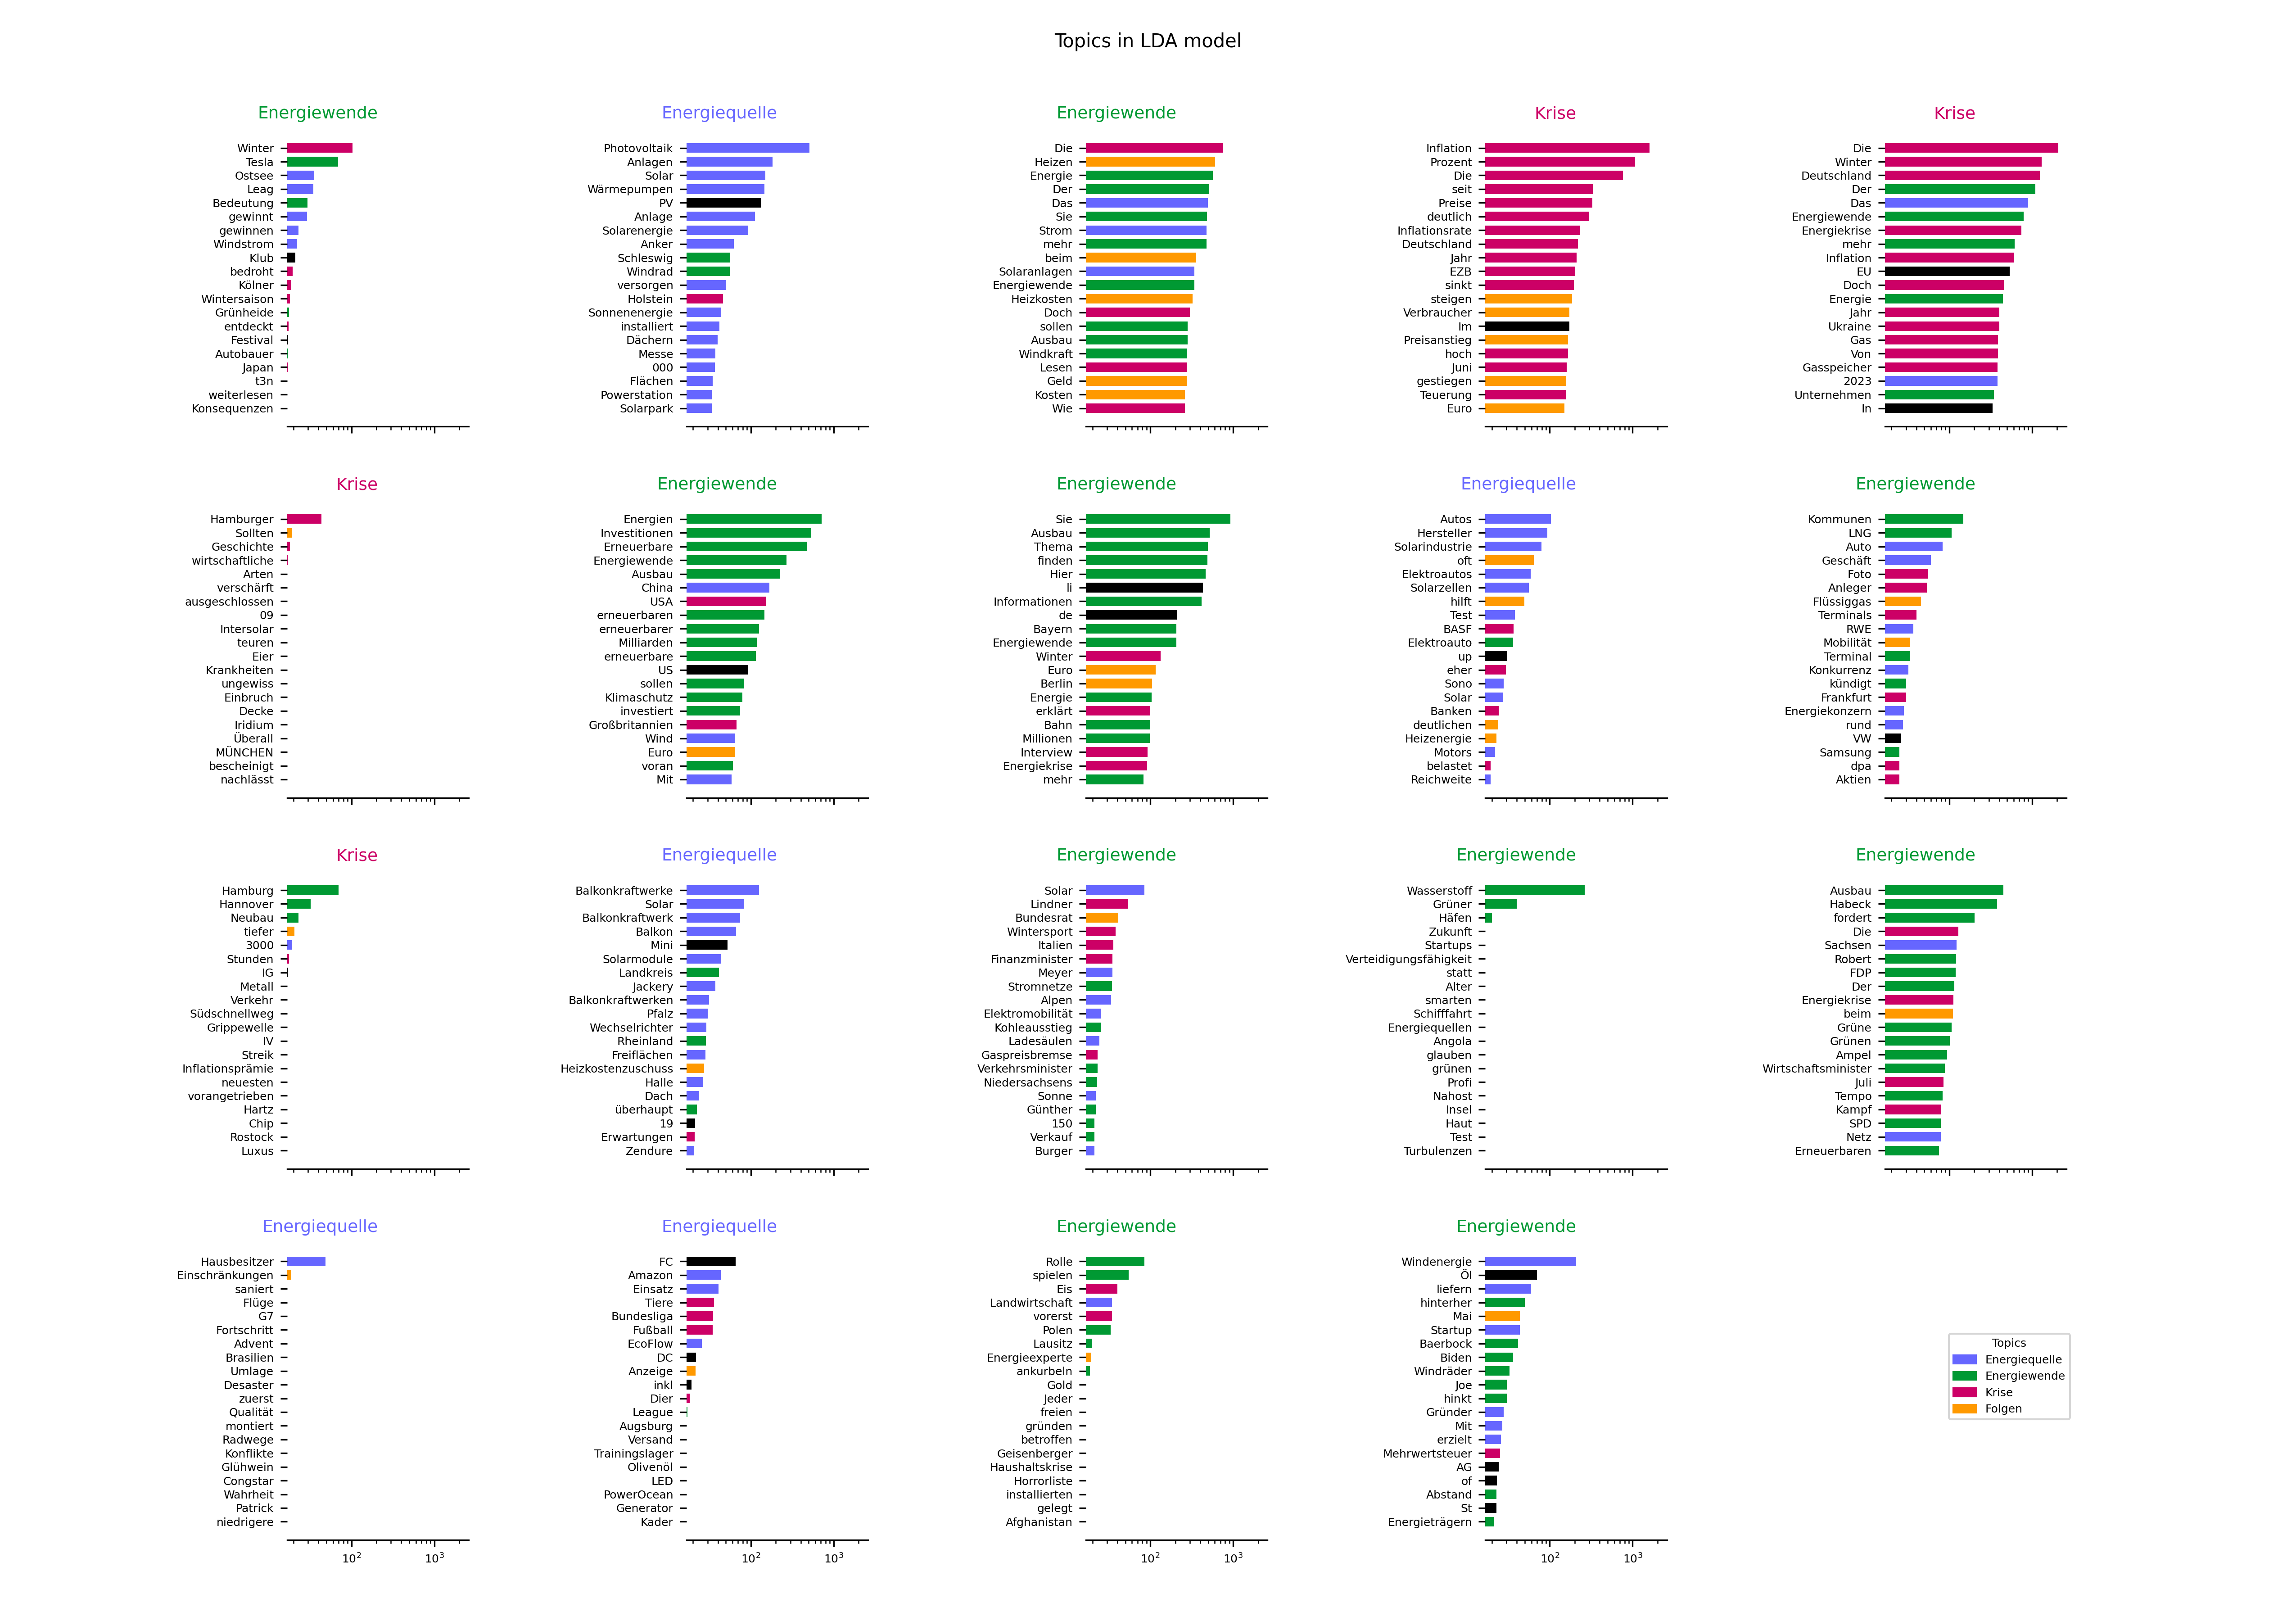 Topics in LDA model
Energiewende
Winter
Tesla
Ostsee
Leag
Bedeutung
gewinnt
gewinnen
Windstrom
Klub
bedroht
Kölner
Wintersaison
Grünheide
entdeckt
Festival
Autobauer
Japan
t3n
weiterlesen
Konsequenzen
Energiequelle
Photovoltaik
Anlagen
Solar
Wärmepumpen
PV
Anlage
Solarenergie
Anker
Schleswig
Windrad
versorgen
Holstein
Sonnenenergie
installiert
Dächern
Messe
000
Flächen
Powerstation
Solarpark
Energiewende
Die
Heizen
Energie
Der
Das
Sie
Strom
mehr
beim
Solaranlagen
Energiewende
Heizkosten
Doch
sollen
Ausbau
Windkraft
Lesen
Geld
Kosten
Wie
Krise
Inflation
Prozent
Die
seit
Preise
deutlich
Inflationsrate
Deutschland
Jahr
EZB
sinkt
steigen
Verbraucher
Im
Preisanstieg
hoch
Juni
gestiegen
Teuerung
Euro
Krise
Die
Winter
Deutschland
Der
Das
Energiewende
Energiekrise
mehr
Inflation
EU
Doch
Energie
Jahr
Ukraine
Gas
Von
Gasspeicher
2023
Unternehmen
In
Krise
Hamburger
Sollten
Geschichte
wirtschaftliche
Arten
verschärft
ausgeschlossen
09
Intersolar
teuren
Eier
Krankheiten
ungewiss
Einbruch
Decke
Iridium
Überall
MÜNCHEN
bescheinigt
nachlässt
Energiewende
Energien
Investitionen
Erneuerbare
Energiewende
Ausbau
China
USA
erneuerbaren
erneuerbarer
Milliarden
erneuerbare
US
sollen
Klimaschutz
investiert
Großbritannien
Wind
Euro
voran
Mit
Energiewende
Sie
Ausbau
Thema
finden
Hier
li
Informationen
de
Bayern
Energiewende
Winter
Euro
Berlin
Energie
erklärt
Bahn
Millionen
Interview
Energiekrise
mehr
Energiequelle
Autos
Hersteller
Solarindustrie
oft
Elektroautos
Solarzellen
hilft
Test
BASF
Elektroauto
up
eher
Sono
Solar
Banken
deutlichen
Heizenergie
Motors
belastet
Reichweite
Energiewende
Kommunen
LNG
Auto
Geschäft
Foto
Anleger
Flüssiggas
Terminals
RWE
Mobilität
Terminal
Konkurrenz
kündigt
Frankfurt
Energiekonzern
rund
VW
Samsung
dpa
Aktien
Krise
Hamburg
Hannover
Neubau
tiefer
3000
Stunden
IG
Metall
Verkehr
Südschnellweg
Grippewelle
IV
Streik
Inflationsprämie
neuesten
vorangetrieben
Hartz
Chip
Rostock
Luxus
Energiequelle
Balkonkraftwerke
Solar
Balkonkraftwerk
Balkon
Mini
Solarmodule
Landkreis
Jackery
Balkonkraftwerken
Pfalz
Wechselrichter
Rheinland
Freiflächen
Heizkostenzuschuss
Halle
Dach
überhaupt
19
Erwartungen
Zendure
Energiewende
Solar
Lindner
Bundesrat
Wintersport
Italien
Finanzminister
Meyer
Stromnetze
Alpen
Elektromobilität
Kohleausstieg
Ladesäulen
Gaspreisbremse
Verkehrsminister
Niedersachsens
Sonne
Günther
150
Verkauf
Burger
Energiewende
Wasserstoff
Grüner
Häfen
Zukunft
Startups
Verteidigungsfähigkeit
statt
Alter
smarten
Schifffahrt
Energiequellen
Angola
glauben
grünen
Profi
Nahost
Insel
Haut
Test
Turbulenzen
Energiewende
Ausbau
Habeck
fordert
Die
Sachsen
Robert
FDP
Der
Energiekrise
beim
Grüne
Grünen
Ampel
Wirtschaftsminister
Juli
Tempo
Kampf
SPD
Netz
Erneuerbaren
Energiequelle
Hausbesitzer
Einschränkungen
saniert
Flüge
G7
Fortschritt
Advent
Brasilien
Umlage
Desaster
zuerst
Qualität
montiert
Radwege
Konflikte
Glühwein
Congstar
Wahrheit
Patrick
niedrigere
10²
10³
Energiequelle
FC
Amazon
Einsatz
Tiere
Bundesliga
Fußball
EcoFlow
DC
Anzeige
inkl
Dier
League
Augsburg
Versand
Trainingslager
Olivenöl
LED
PowerOcean
Generator
Kader
10²
10³
Energiewende
Rolle
spielen
Eis
Landwirtschaft
vorerst
Polen
Lausitz
Energieexperte
ankurbeln
Gold
Jeder
freien
gründen
betroffen
Geisenberger
Haushaltskrise
Horrorliste
installierten
gelegt
Afghanistan
10²
10³
Energiewende
Windenergie
Öl
liefern
hinterher
Mai
Startup
Baerbock
Biden
Windräder
Joe
hinkt
Gründer
Mit
erzielt
Mehrwertsteuer
AG
of
Abstand
St
Energieträgern
10²
10³
Topics
Energiequelle
Energiewende
Krise
Folgen